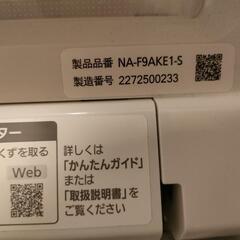 製品品番 NA-F9AKE1-S
製造番号 2272500233
ター
くずを取る
Web
詳しくは
「かんたんガイド」
または
「取扱説明書」を
ご覧ください